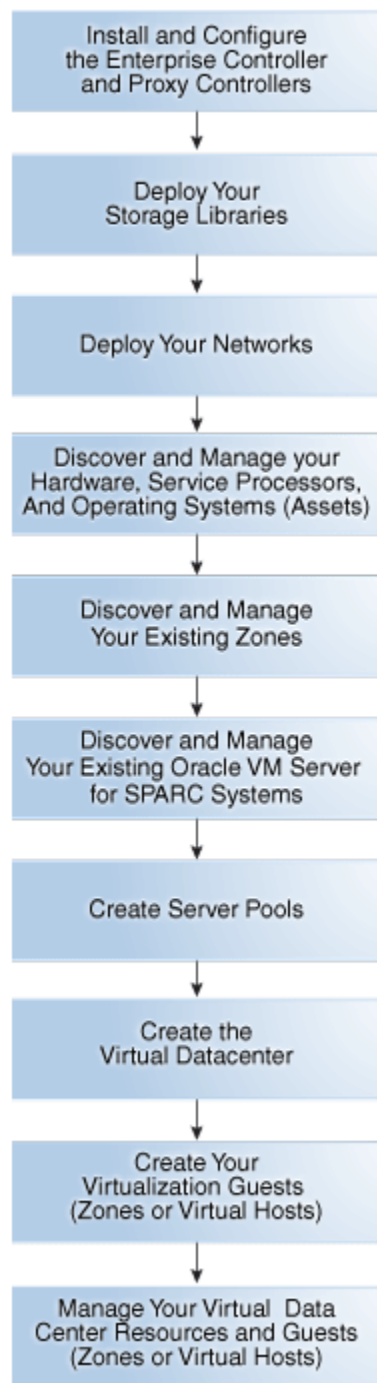 Install and Configure
the Enterprise Controller
and Proxy Controllers
Deploy Your
Storage Libraries
Deploy Your Networks
Discover and Manage your
Hardware, Service Processors,
And Operating Systems (Assets)
Discover and Manage
Your Existing Zones
Discover and Manage
Your Existing Oracle VM Server
for SPARC Systems
Create Server Pools
Create the
Virtual Datacenter
Create Your
Virtualization Guests
(Zones or Virtual Hosts)
Manage Your Virtual Data
Center Resources and Guests
(Zones or Virtual Hosts)